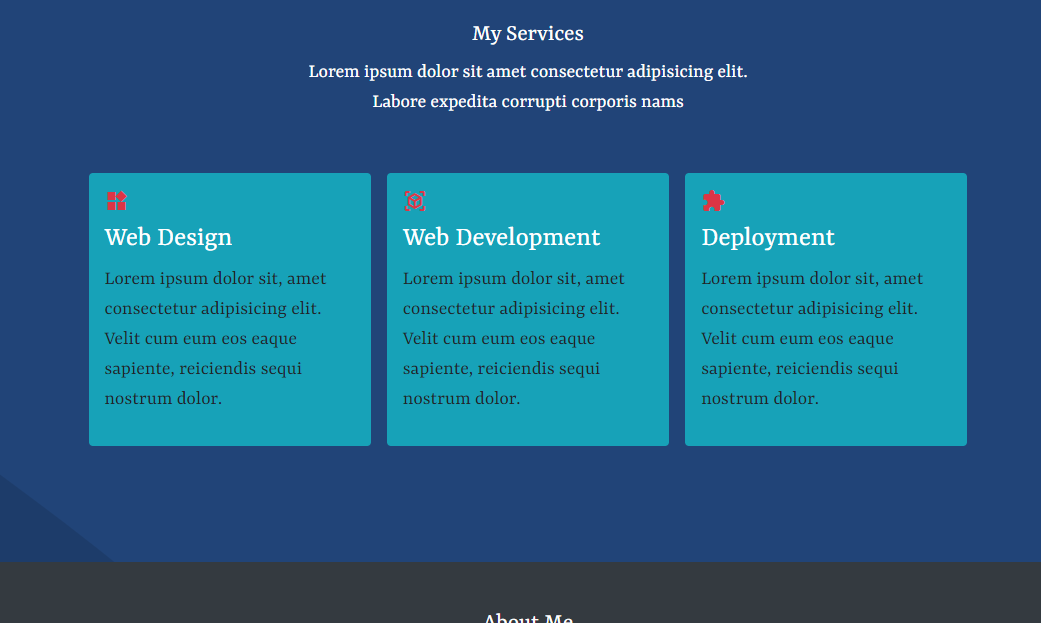 My Services
Lorem ipsum dolor sit amet consectetur adipisicing elit.
Labore expedita corrupti corporis nams
Web Design
Lorem ipsum dolor sit, amet
consectetur adipisicing elit.
Velit cum eum eos eaque
sapiente, reiciendis sequi
nostrum dolor.
Web Development
Lorem ipsum dolor sit, amet
consectetur adipisicing elit.
Velit cum eum eos eaque
sapiente, reiciendis sequi
nostrum dolor.
Deployment
Lorem ipsum dolor sit, amet
consectetur adipisicing elit.
Velit cum eum eos eaque
sapiente, reiciendis sequi
nostrum dolor.
About Me